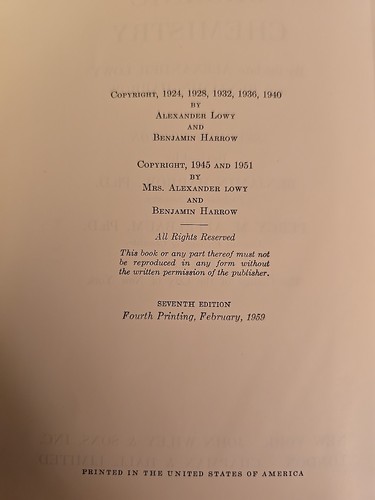 COPYRIGHT, 1924, 1928, 1932, 1936, 1940
BY
ALEXANDER LOWY
AND
BENJAMIN HARROW
COPYRIGHT, 1945 AND 1951
BY
MRS. ALEXANDER LOWY
AND
BENJAMIN HARROW
All Rights Reserved
This book or any part thereof must not
be reproduced in any form without
the written permission of the publisher.
SEVENTH EDITION
Fourth Printing, February, 1959
PRINTED IN THE UNITED STATES OF AMERICA